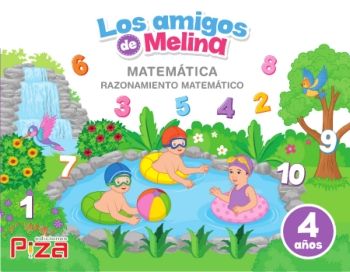 Los amigos
de Melina
MATEMÁTICA
RAZONAMIENTO MATEMÁTICO
6
8
3
5
4
2
9
7
10
1
ediciones
Piza
4
años